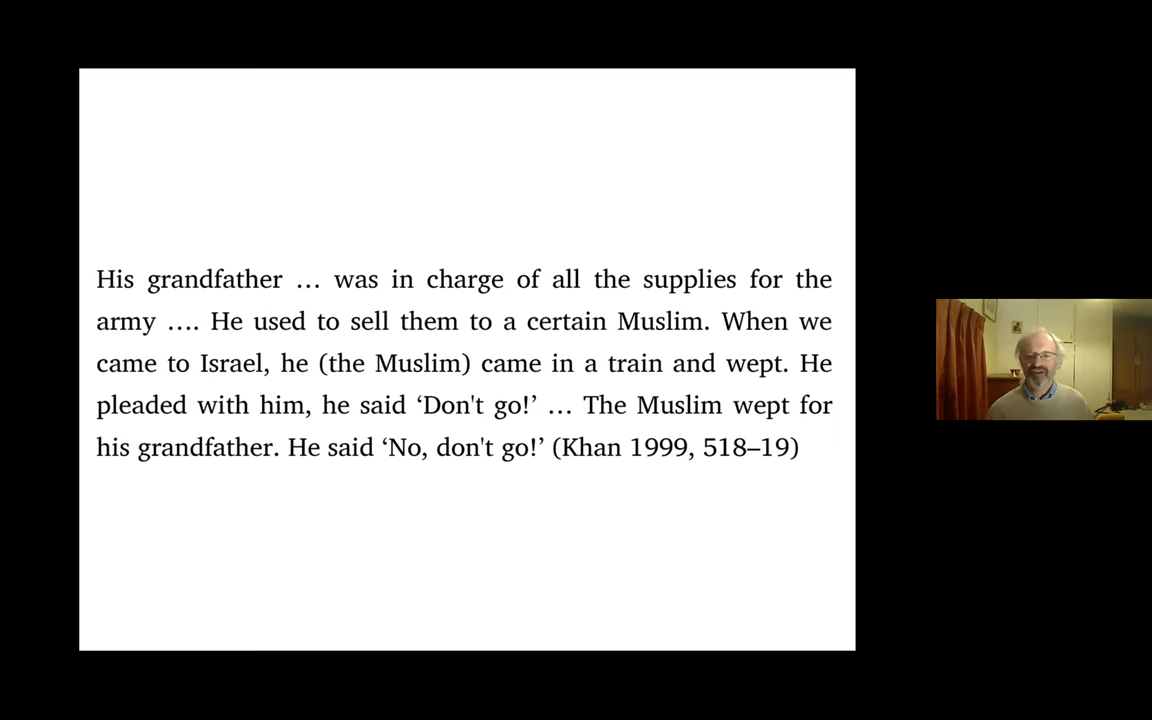 His grandfather … was in charge of all the supplies for the
army …. He used to sell them to a certain Muslim. When we
came to Israel, he (the Muslim) came in a train and wept. He
pleaded with him, he said ‘Don't go!’ … The Muslim wept for
his grandfather. He said ‘No, don't go!’ (Khan 1999, 518–19)